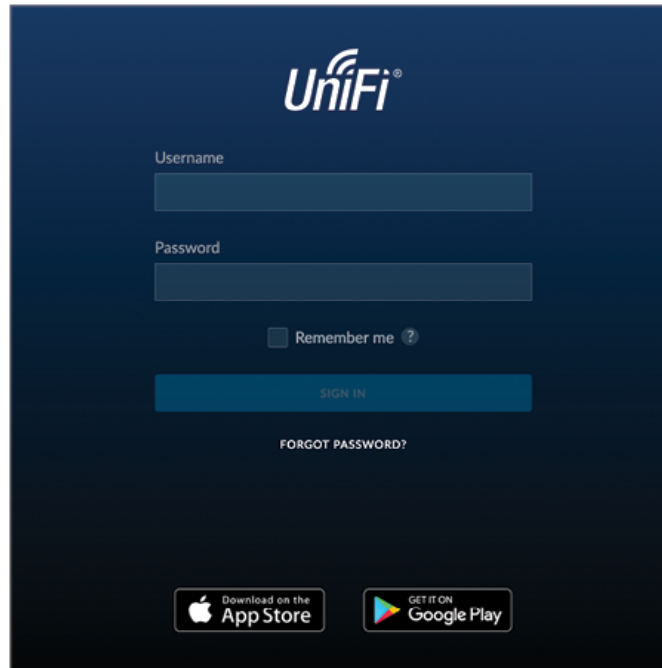 UniFi®
Username
Password
Remember me ?
SIGN IN
FORGOT PASSWORD?
Download on the
App Store
GET IT ON
Google Play